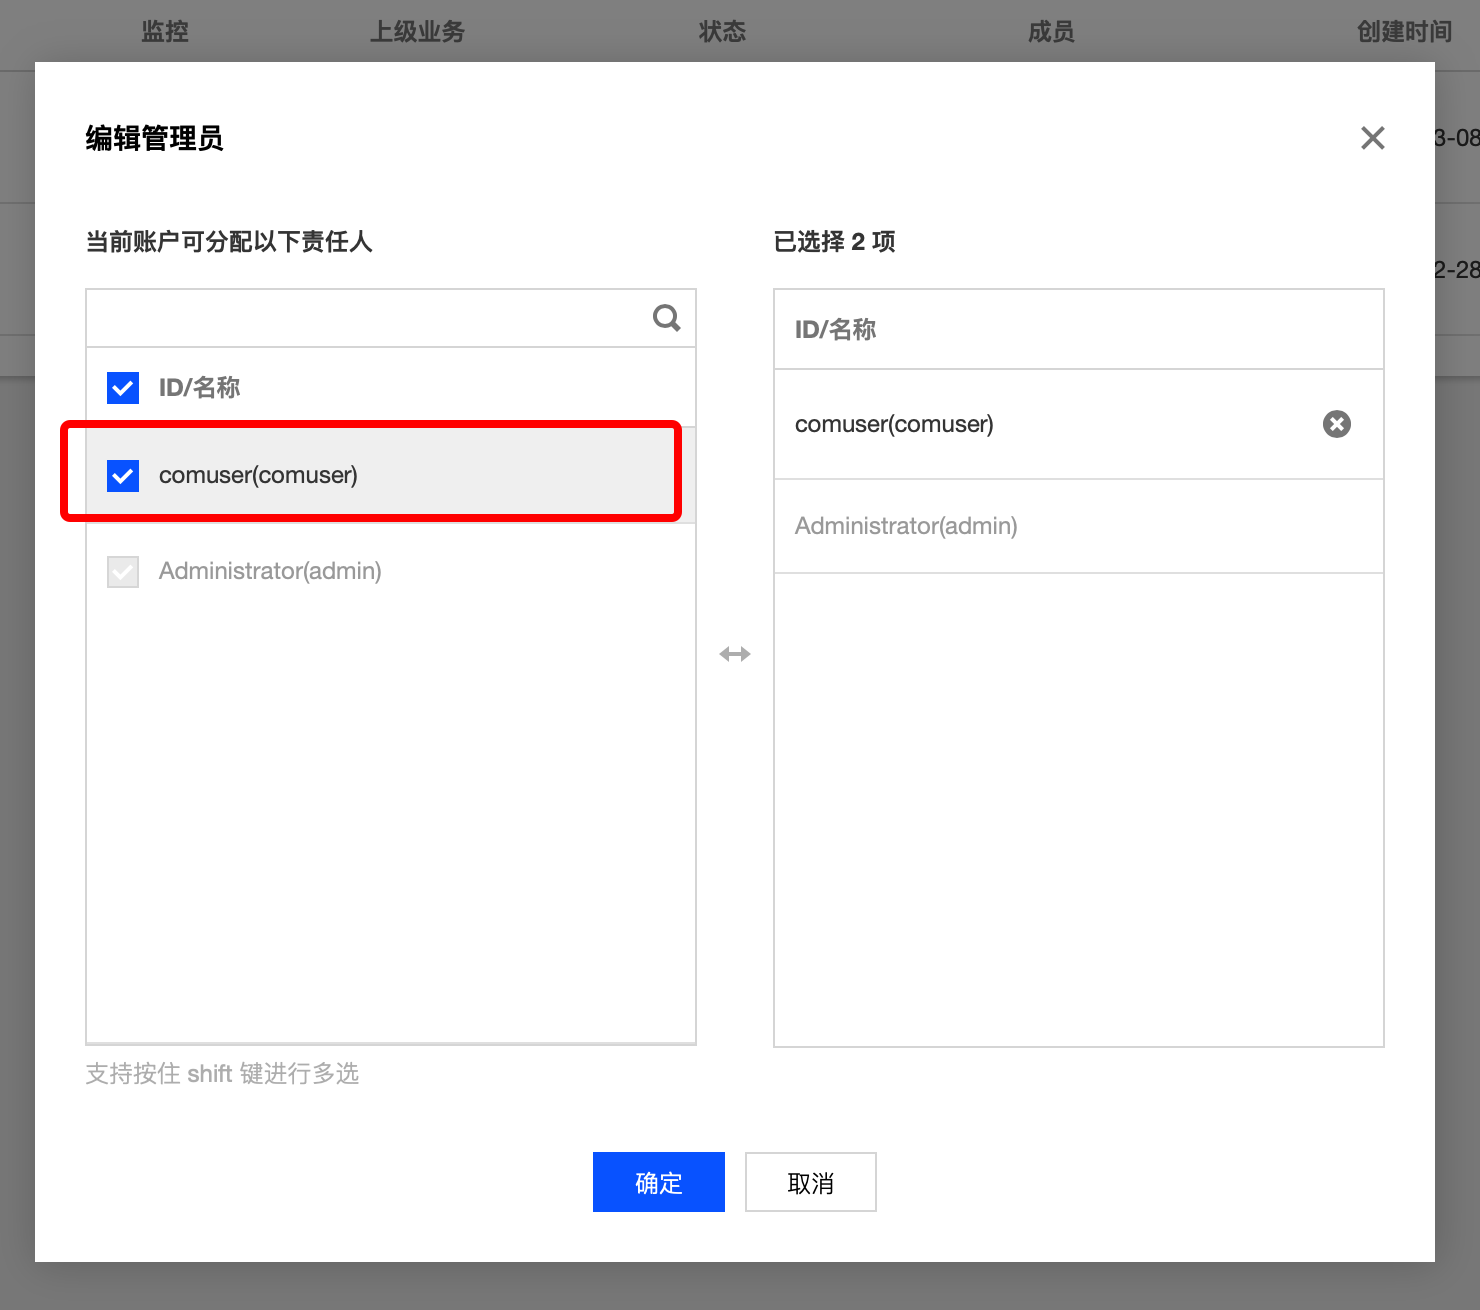 监控 上级业务 状态 成员 创建时间
编辑管理员
3-08
当前账户可分配以下责任人
已选择 2 项
2-28
ID/名称
comuser(comuser)
Administrator(admin)
ID/名称
comuser(comuser)
Administrator(admin)
支持按住 shift 键进行多选
确定 取消